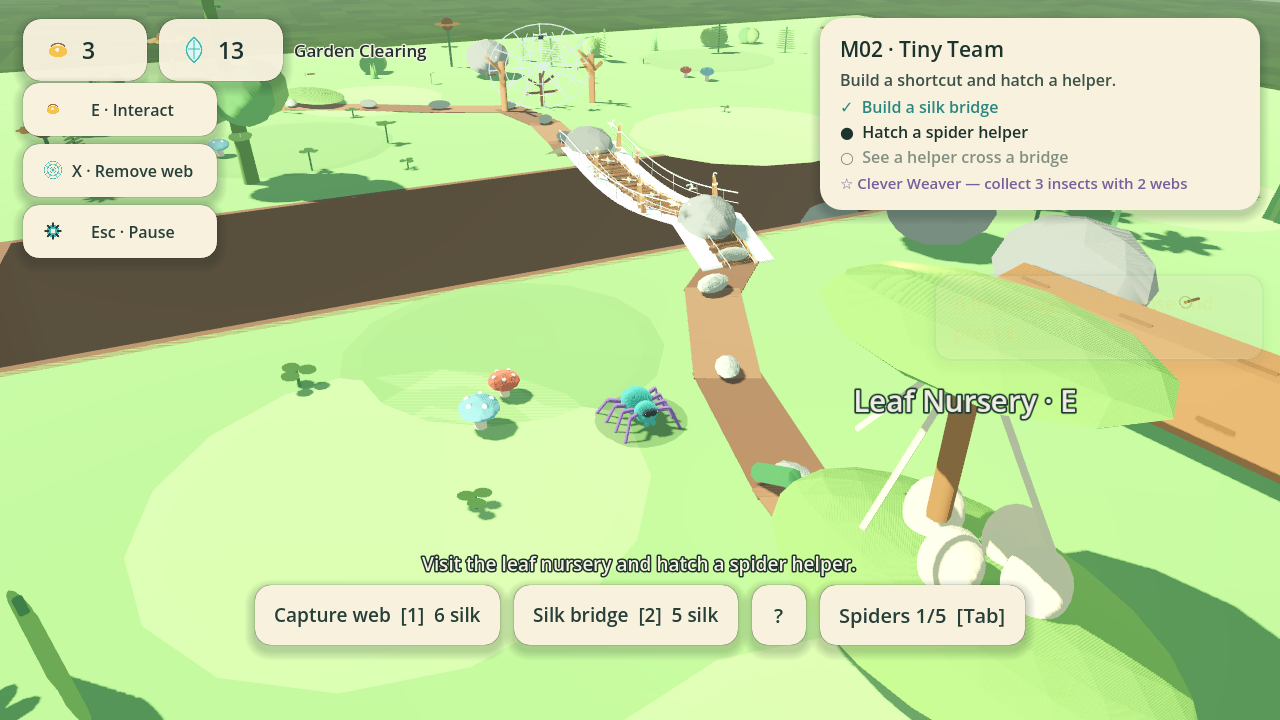 3
13
Garden Clearing
E · Interact
X · Remove web
Esc · Pause
M02 · Tiny Team
Build a shortcut and hatch a helper.
✓ Build a silk bridge
● Hatch a spider helper
○ See a helper cross a bridge
☆ Clever Weaver — collect 3 insects with 2 webs
Leaf Nursery · E
Visit the leaf nursery and hatch a spider helper.
Capture web [1] 6 silk
Silk bridge [2] 5 silk
?
Spiders 1/5 [Tab]